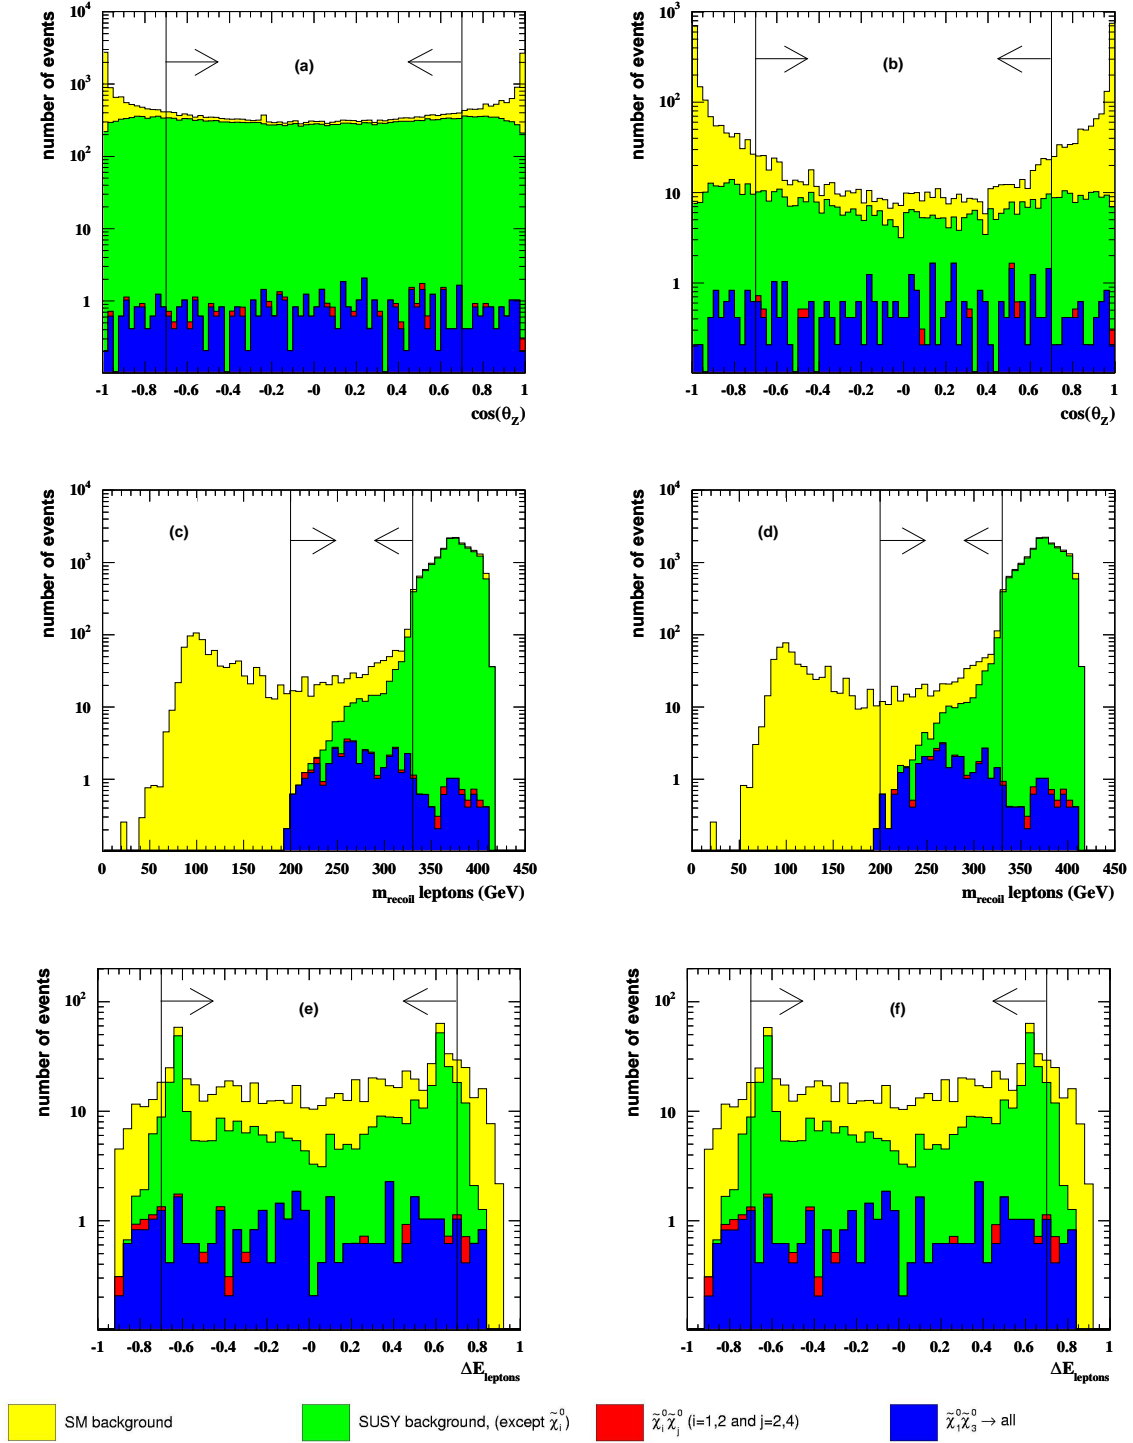 number of events
10⁴
10³
10²
10
1
(a)
-1 -0.8 -0.6 -0.4 -0.2 -0 0.2 0.4 0.6 0.8 1
cos(θZ)
number of events
10³
10²
10
1
(b)
-1 -0.8 -0.6 -0.4 -0.2 -0 0.2 0.4 0.6 0.8 1
cos(θZ)
number of events
10⁴
10³
10²
10
1
(c)
0 50 100 150 200 250 300 350 400 450
mrecoil leptons (GeV)
number of events
10⁴
10³
10²
10
1
(d)
0 50 100 150 200 250 300 350 400 450
mrecoil leptons (GeV)
number of events
10²
10
1
(e)
-1 -0.8 -0.6 -0.4 -0.2 -0 0.2 0.4 0.6 0.8 1
ΔEleptons
number of events
10²
10
1
(f)
-1 -0.8 -0.6 -0.4 -0.2 -0 0.2 0.4 0.6 0.8 1
ΔEleptons
SM background
SUSY background, (except χ̃ᵢ⁰)
χ̃ᵢ⁰χ̃ⱼ⁰ (i=1,2 and j=2,4)
χ̃₁⁰χ̃₃⁰ → all